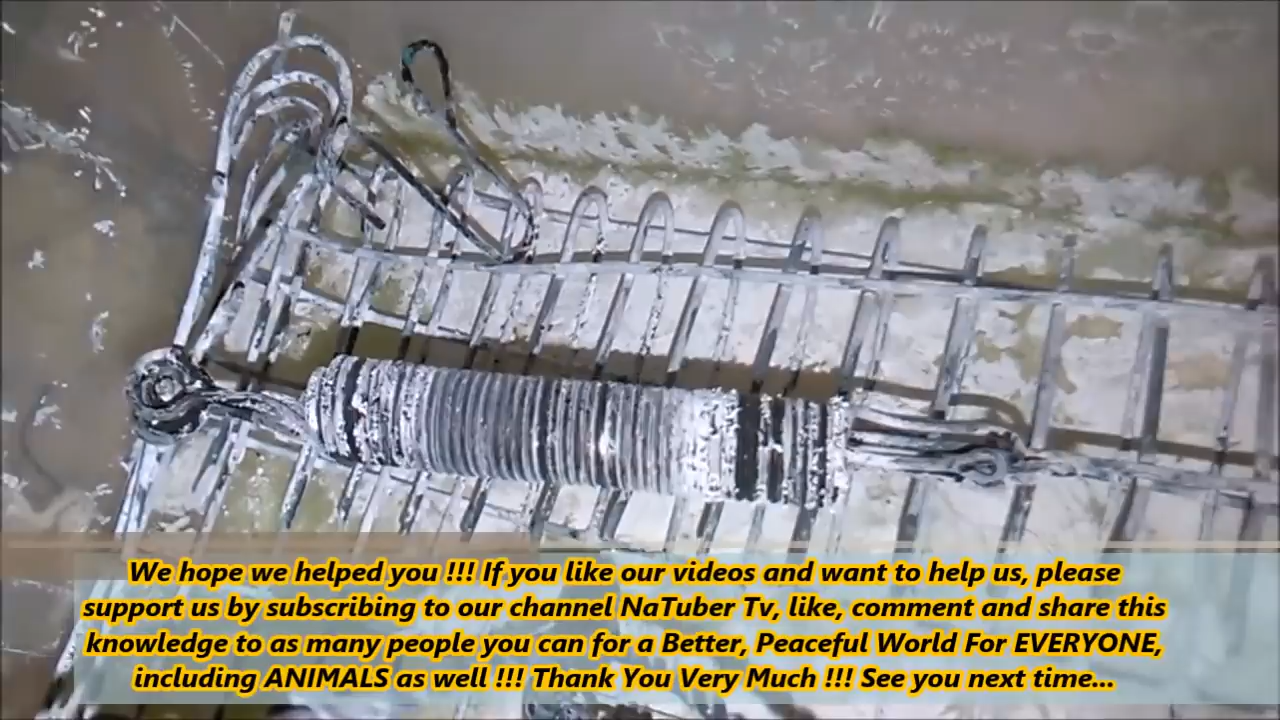 We hope we helped you !!! If you like our videos and want to help us, please
support us by subscribing to our channel NaTuber Tv, like, comment and share this
knowledge to as many people you can for a Better, Peaceful World For EVERYONE,
including ANIMALS as well !!! Thank You Very Much !!! See you next time...